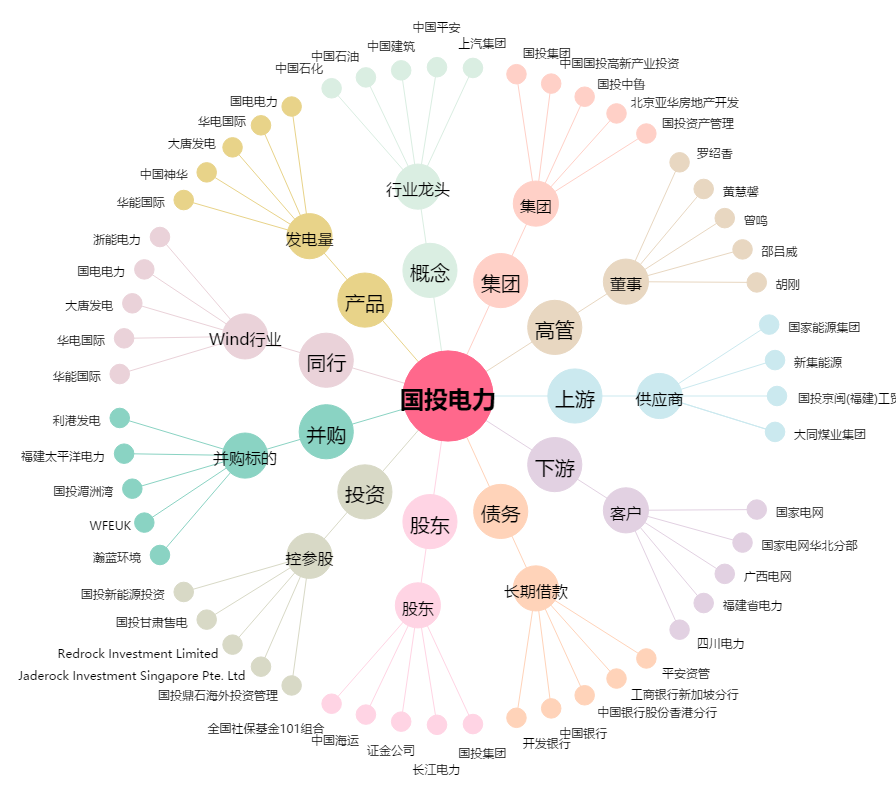 中国平安
中国建筑
上汽集团
中国石油
中国石化
国投集团
中国国投高新产业投资
国投中鲁
北京亚华房地产开发
国投资产管理
国电电力
华电国际
大唐发电
中国神华
华能国际
行业龙头
集团
罗绍香
黄慧馨
曾鸣
邵吕威
胡刚
发电量
概念
集团
董事
浙能电力
国电电力
大唐发电
华电国际
华能国际
产品
高管
Wind行业
同行
国家能源集团
新集能源
国投京闽(福建)工贸
大同煤业集团
国投电力
上游
供应商
利港发电
福建太平洋电力
国投湄洲湾
WFEUK
瀚蓝环境
并购标的
并购
下游
客户
国家电网
国家电网华北分部
广西电网
福建省电力
四川电力
投资
股东
债务
控参股
股东
长期借款
国投新能源投资
国投甘肃售电
Redrock Investment Limited
Jaderock Investment Singapore Pte. Ltd
国投鼎石海外投资管理
平安资管
工商银行新加坡分行
中国银行股份香港分行
中国银行
开发银行
全国社保基金101组合
中国海运
证金公司
长江电力
国投集团